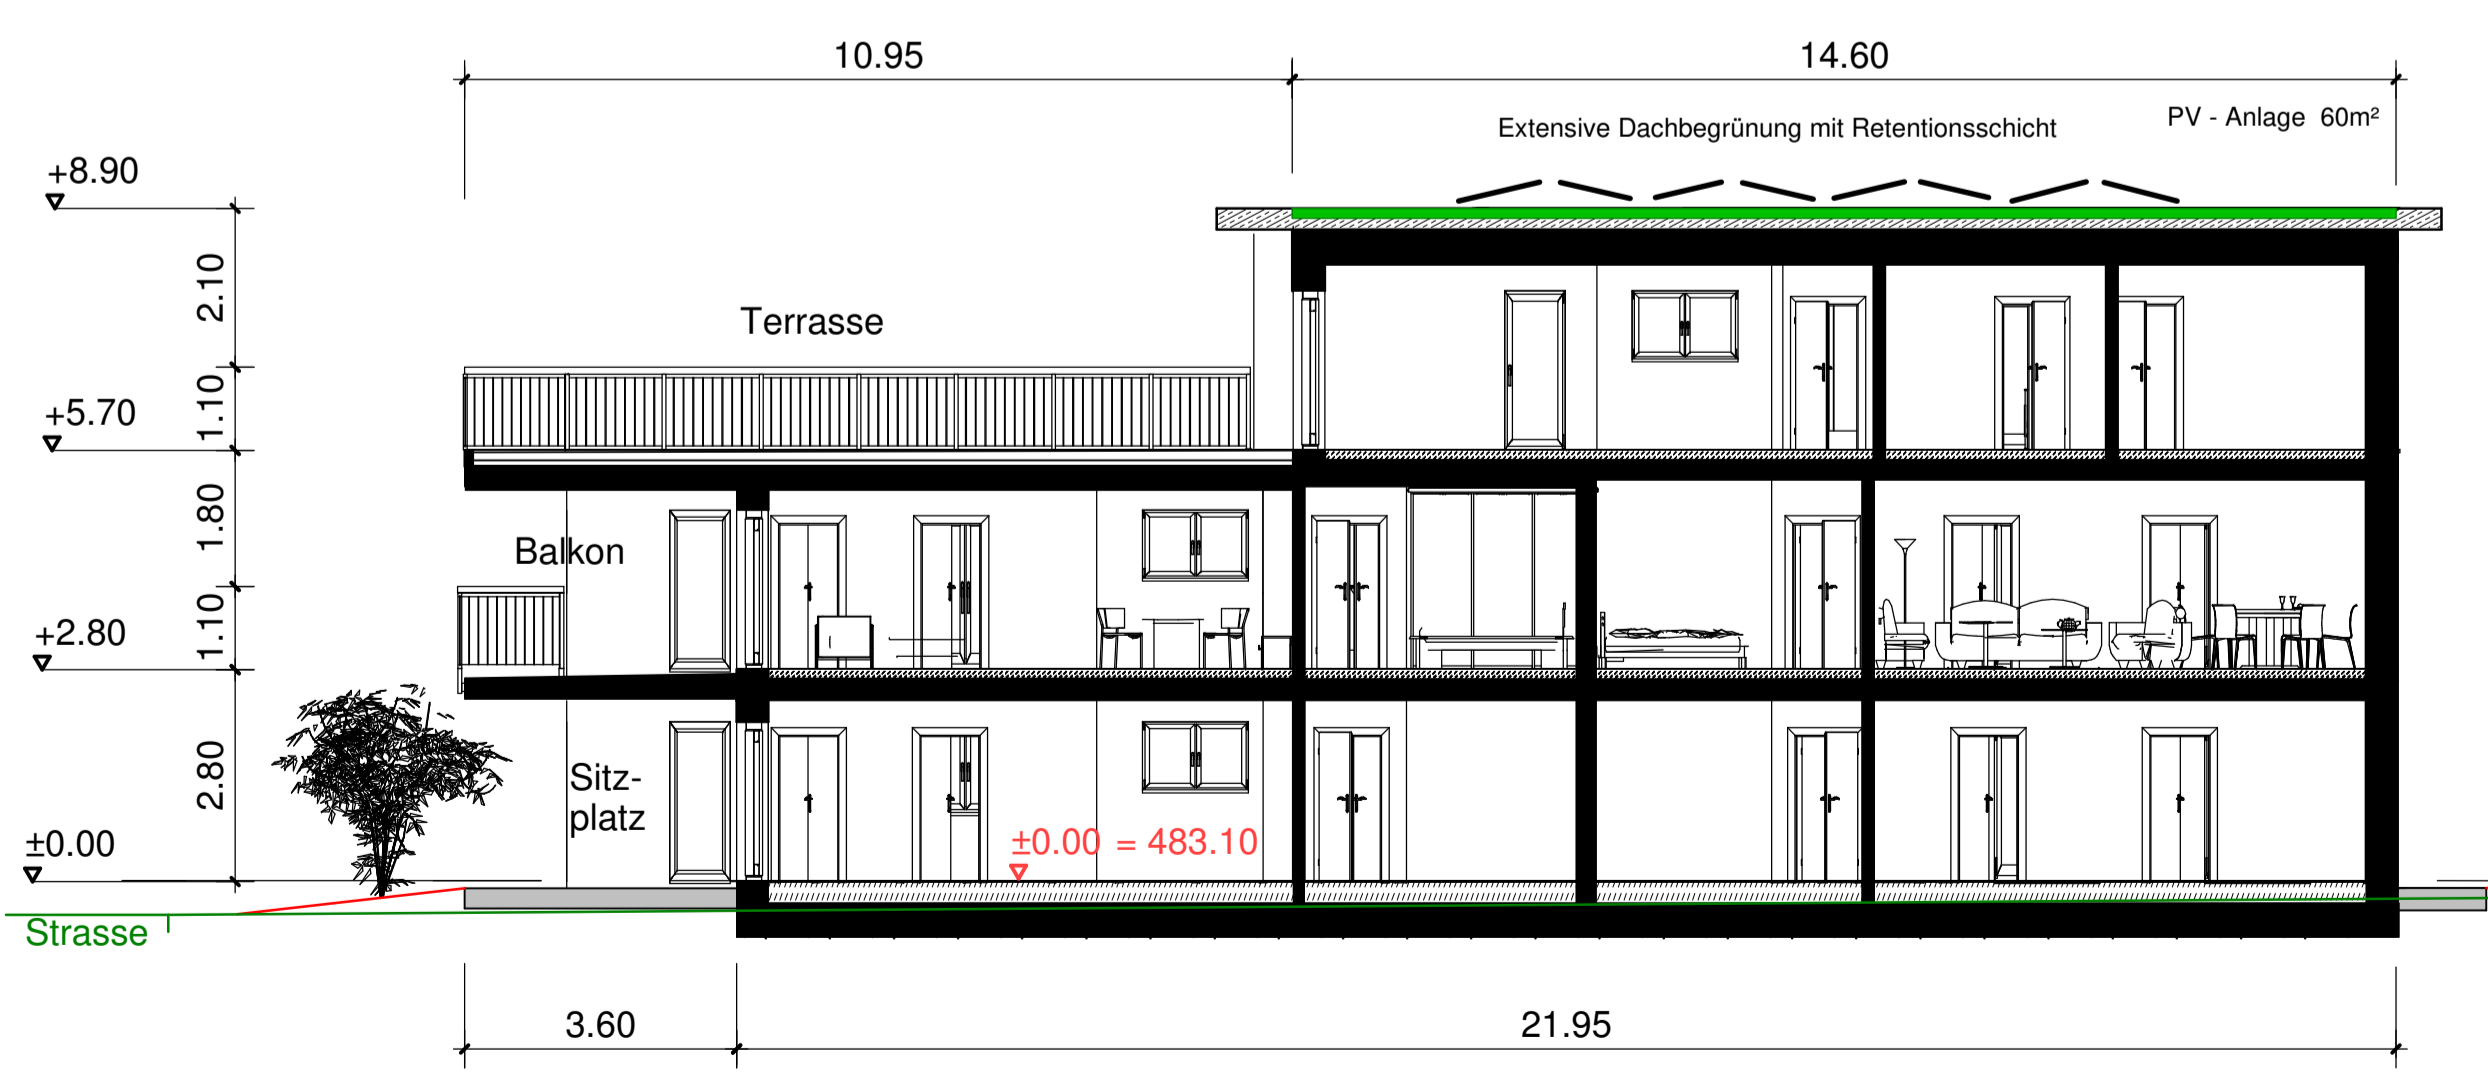 10.95
14.60
Extensive Dachbegrünung mit Retentionsschicht
PV - Anlage 60m²
+8.90
2.10
Terrasse
1.10
+5.70
1.80
Balkon
1.10
+2.80
2.80
Sitz-
platz
±0.00 = 483.10
±0.00
Strasse
3.60
21.95